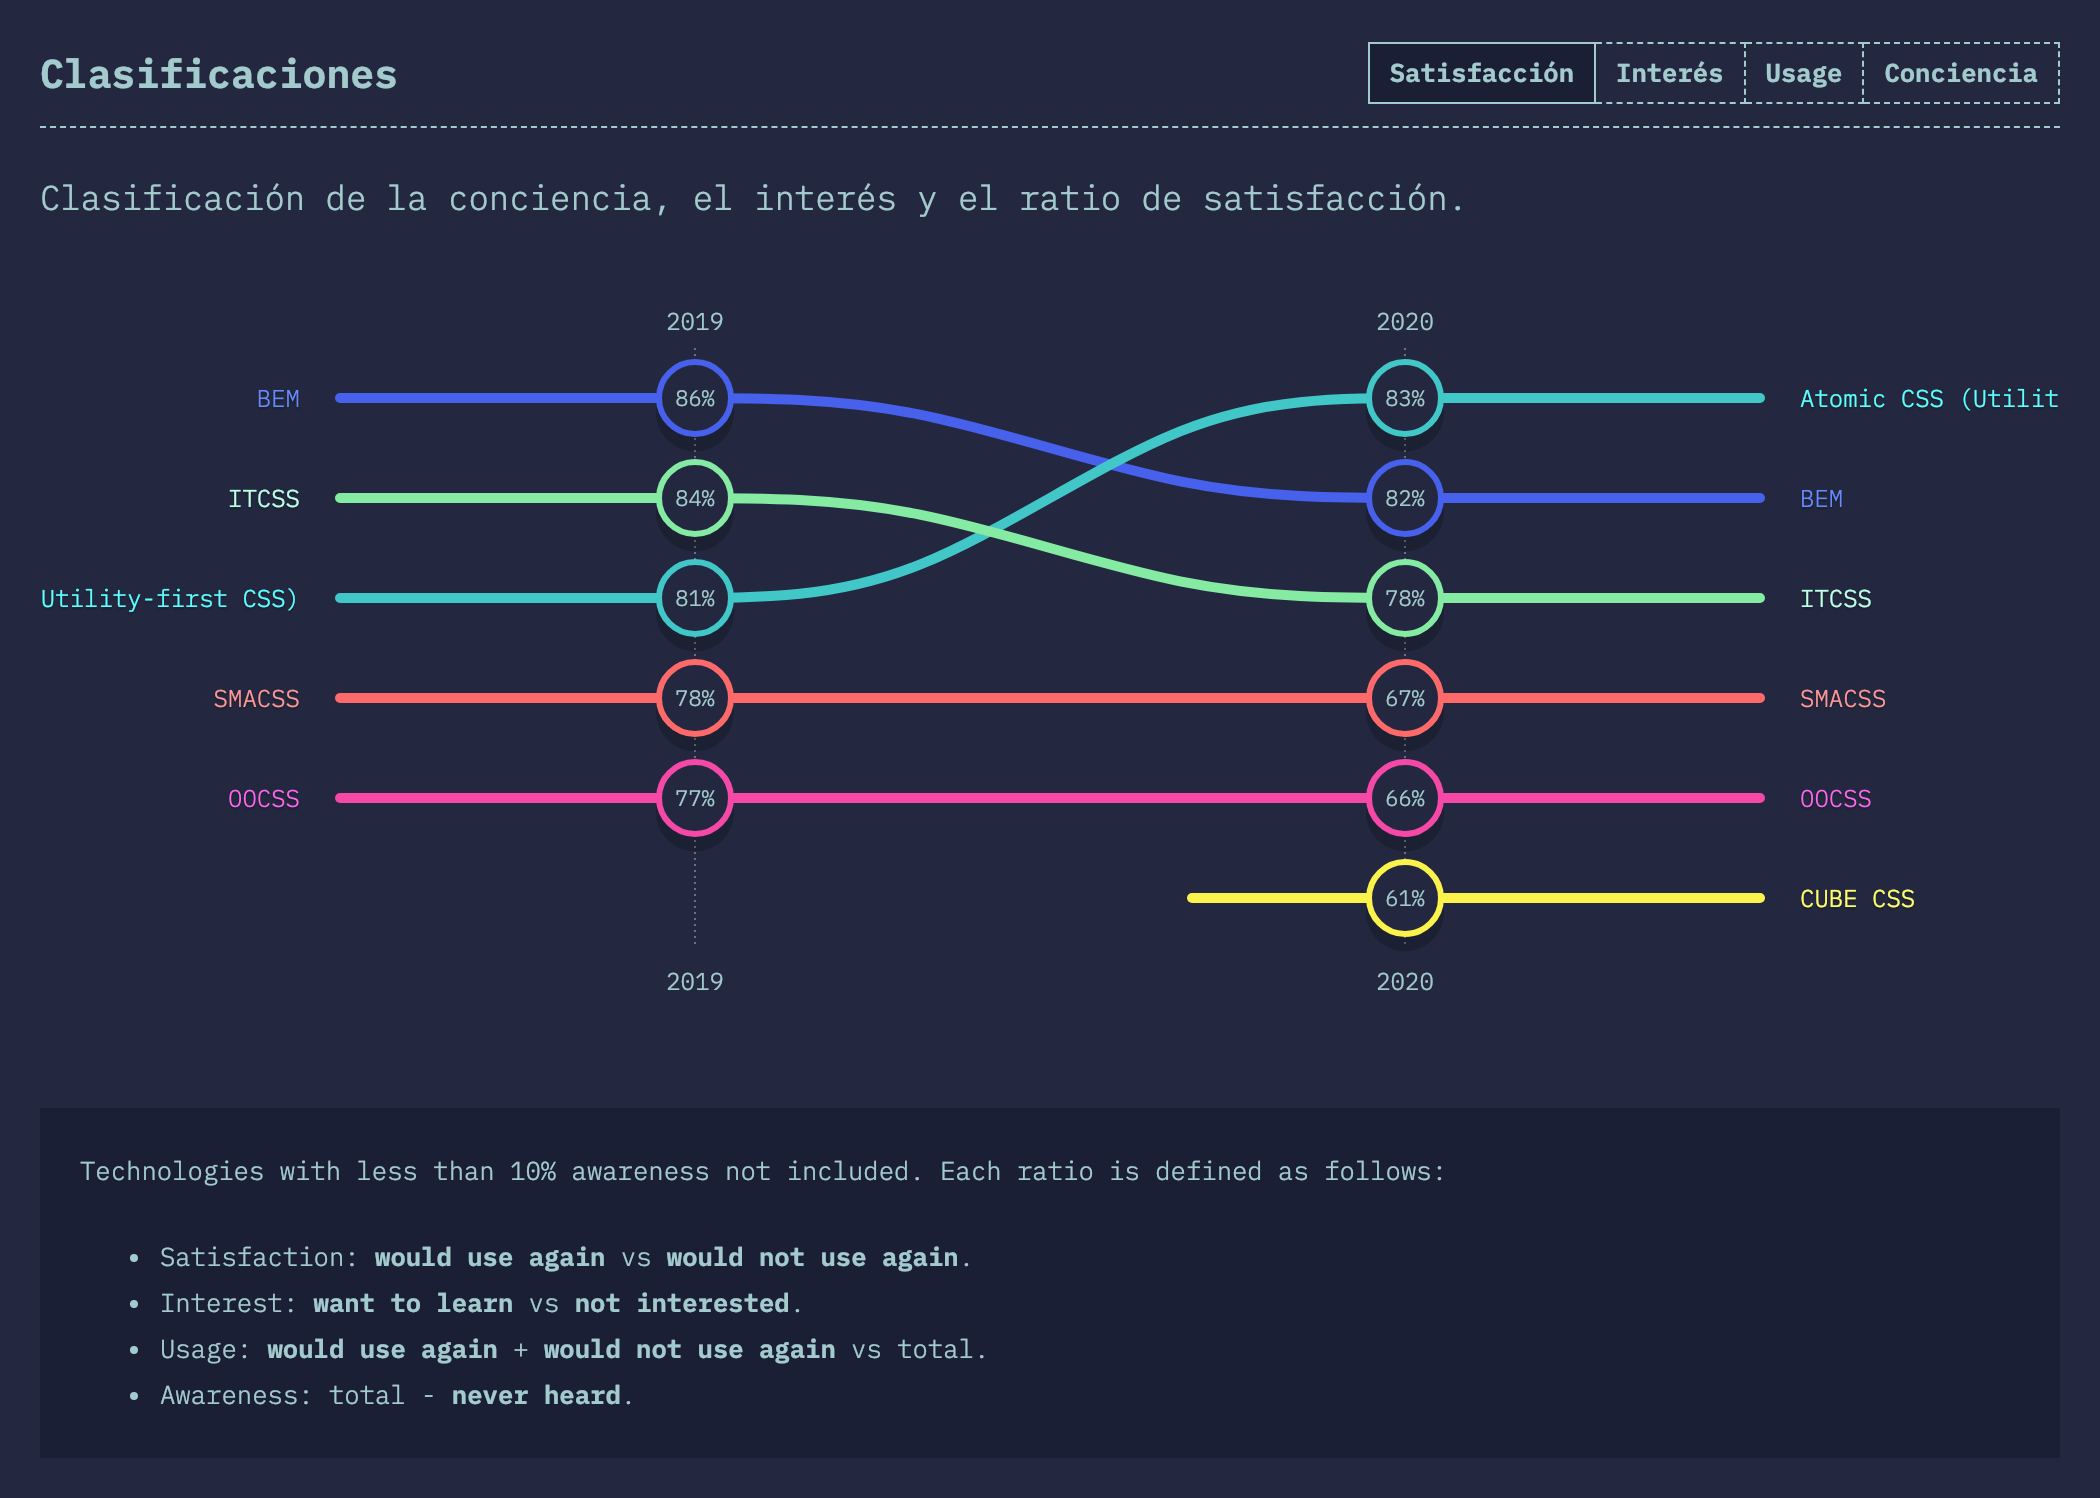 Clasificaciones
Satisfacción Interés Usage Conciencia
Clasificación de la conciencia, el interés y el ratio de satisfacción.
2019 2020
BEM 86% 83% Atomic CSS (Utilit
ITCSS 84% 82% BEM
Utility-first CSS) 81% 78% ITCSS
SMACSS 78% 67% SMACSS
OOCSS 77% 66% OOCSS
61% CUBE CSS
2019 2020
Technologies with less than 10% awareness not included. Each ratio is defined as follows:
• Satisfaction: would use again vs would not use again.
• Interest: want to learn vs not interested.
• Usage: would use again + would not use again vs total.
• Awareness: total - never heard.